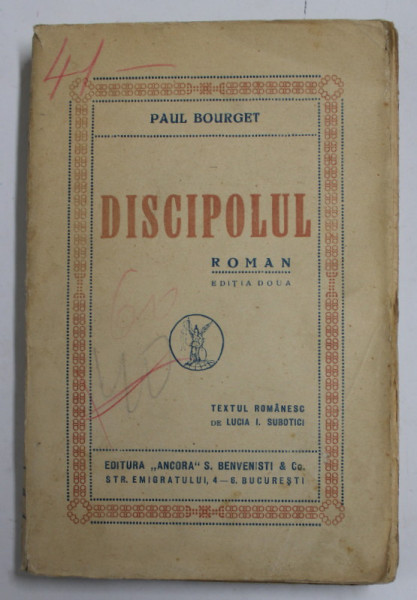 41—
PAUL BOURGET
DISCIPOLUL
ROMAN
EDIȚIA DOUA
TEXTUL ROMÂNESC
DE LUCIA I. SUBOTICI
EDITURA „ANCORA" S. BENVENISTI & Co.
STR. EMIGRATULUI, 4—6. BUCUREȘTI